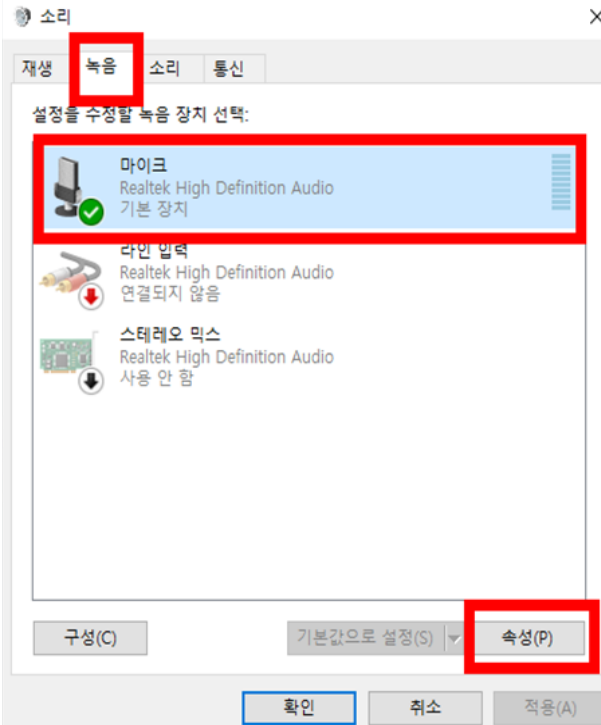 소리
재생 녹음 소리 통신
설정을 수정할 녹음 장치 선택:
마이크
Realtek High Definition Audio
기본 장치
라인 입력
Realtek High Definition Audio
연결되지 않음
스테레오 믹스
Realtek High Definition Audio
사용 안 함
구성(C) 기본값으로 설정(S) 속성(P)
확인 취소 적용(A)